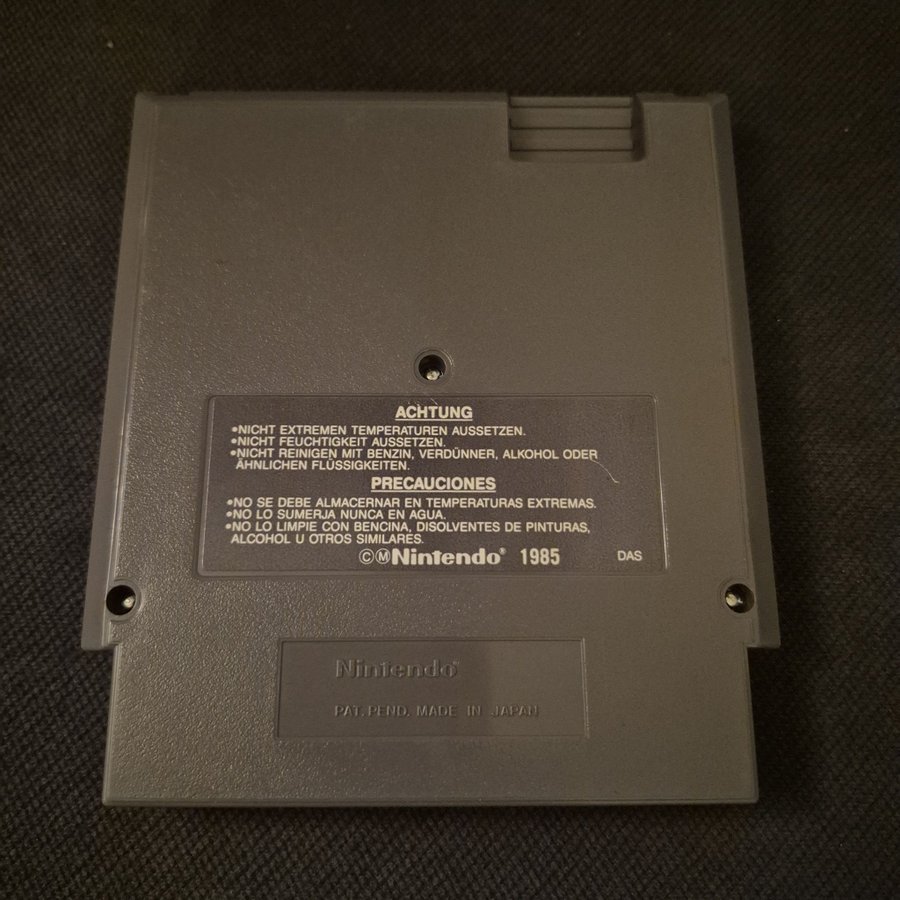 ACHTUNG
•NICHT EXTREMEN TEMPERATUREN AUSSETZEN.
•NICHT FEUCHTIGKEIT AUSSETZEN.
•NICHT REINIGEN MIT BENZIN, VERDÜNNER, ALKOHOL ODER
ÄHNLICHEN FLÜSSIGKEITEN.
PRECAUCIONES
•NO SE DEBE ALMACERNAR EN TEMPERATURAS EXTREMAS.
•NO LO SUMERJA NUNCA EN AGUA.
•NO LO LIMPIE CON BENCINA, DISOLVENTES DE PINTURAS,
ALCOHOL U OTROS SIMILARES.
©ⓂNintendo® 1985 DAS
Nintendo®
PAT. PEND. MADE IN JAPAN